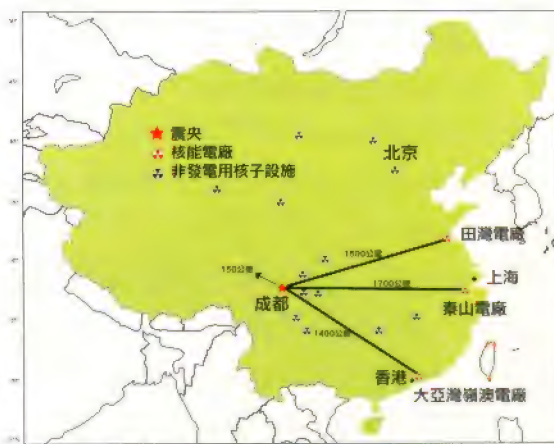 震央
核能電廠
非發電用核子設施
北京
田灣電廠
1500公里
150公里
上海
1700公里
成都
秦山電廠
1400公里
香港
大亞灣嶺澳電廠